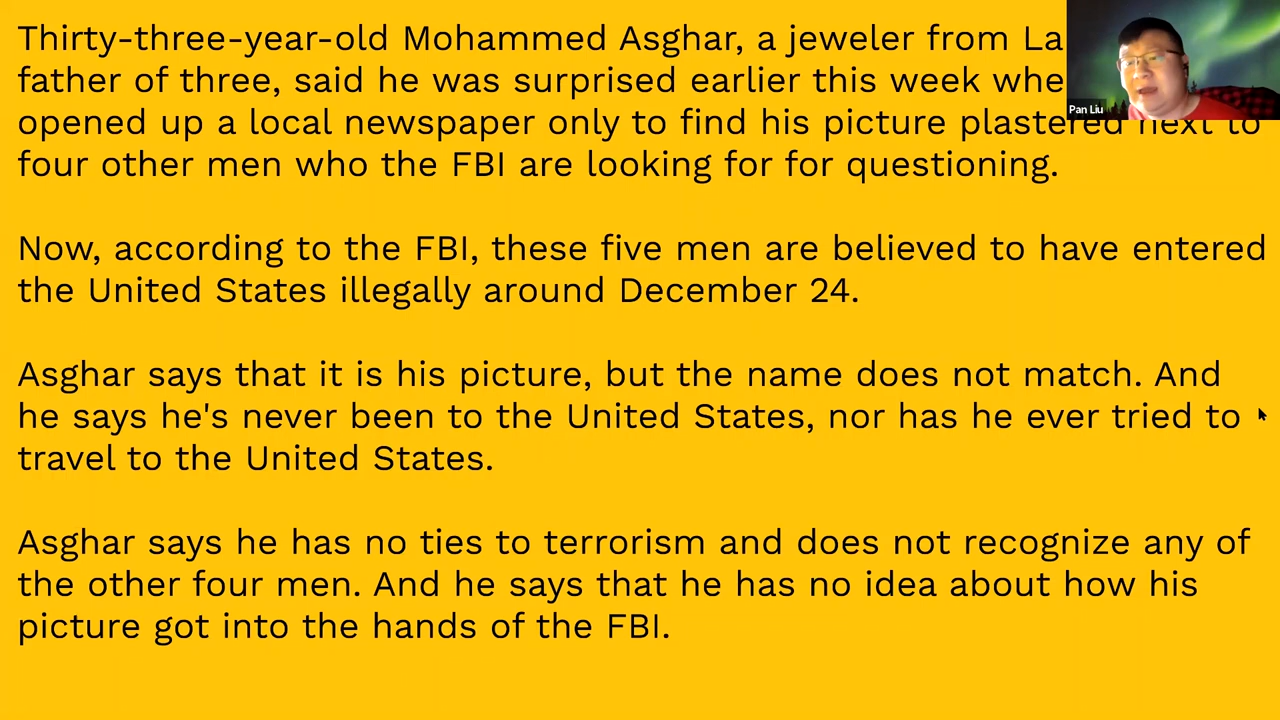 Thirty-three-year-old Mohammed Asghar, a jeweler from
father of three, said he was surprised earlier this week
opened up a local newspaper only to find his picture plastered next to
four other men who the FBI are looking for for questioning.
Now, according to the FBI, these five men are believed to have entered
the United States illegally around December 24.
Asghar says that it is his picture, but the name does not match. And
he says he's never been to the United States, nor has he ever tried to
travel to the United States.
Asghar says he has no ties to terrorism and does not recognize any of
the other four men. And he says that he has no idea about how his
picture got into the hands of the FBI.
Pan Liu